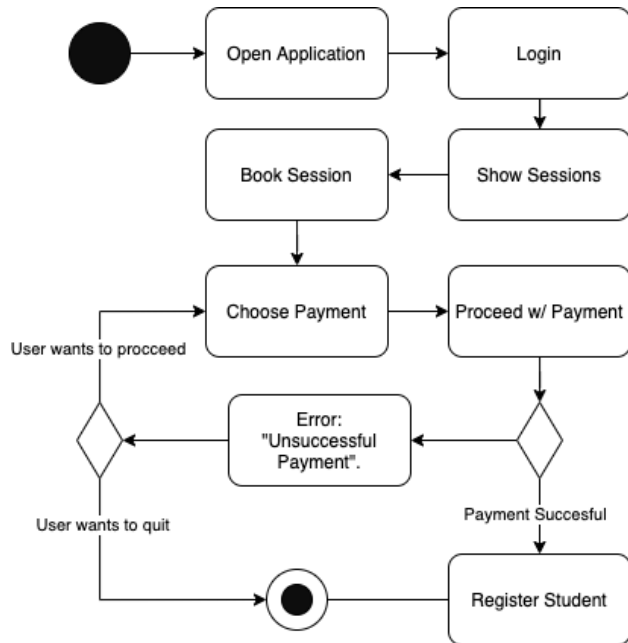 Open Application
Login
Book Session
Show Sessions
Choose Payment
Proceed w/ Payment
User wants to procceed
Error:
"Unsuccessful
Payment".
User wants to quit
Payment Succesful
Register Student